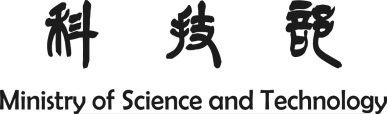 科技部
Ministry of Science and Technology